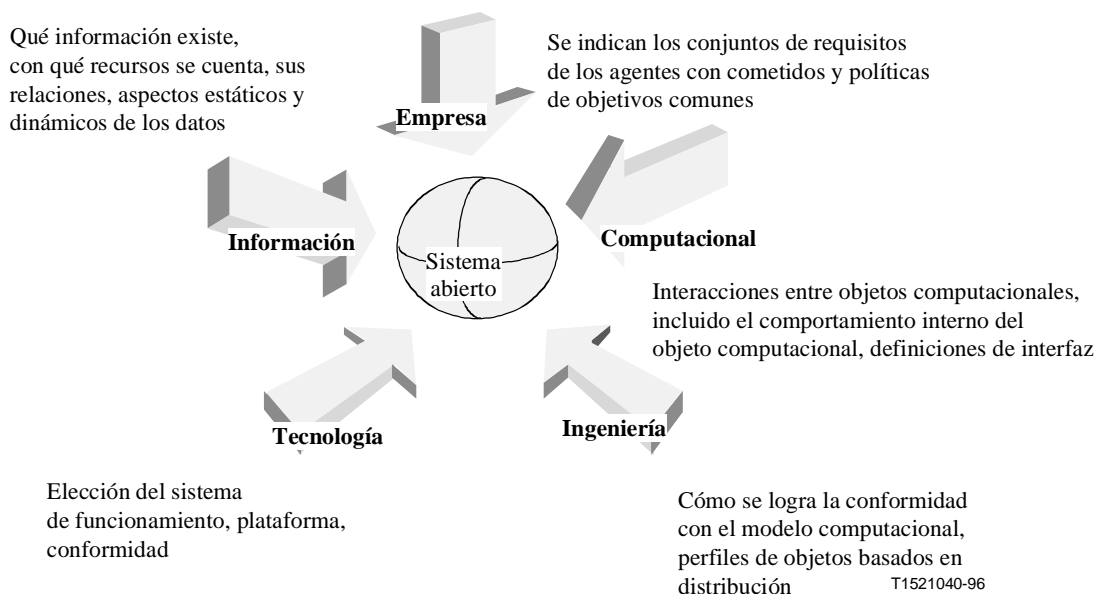 Qué información existe,
con qué recursos se cuenta, sus
relaciones, aspectos estáticos y
dinámicos de los datos
Se indican los conjuntos de requisitos
de los agentes con cometidos y políticas
de objetivos comunes
Empresa
Información
Computacional
Sistema
abierto
Interacciones entre objetos computacionales,
incluido el comportamiento interno del
objeto computacional, definiciones de interfaz
Tecnología
Ingeniería
Elección del sistema
de funcionamiento, plataforma,
conformidad
Cómo se logra la conformidad
con el modelo computacional,
perfiles de objetos basados en
distribución
T1521040-96